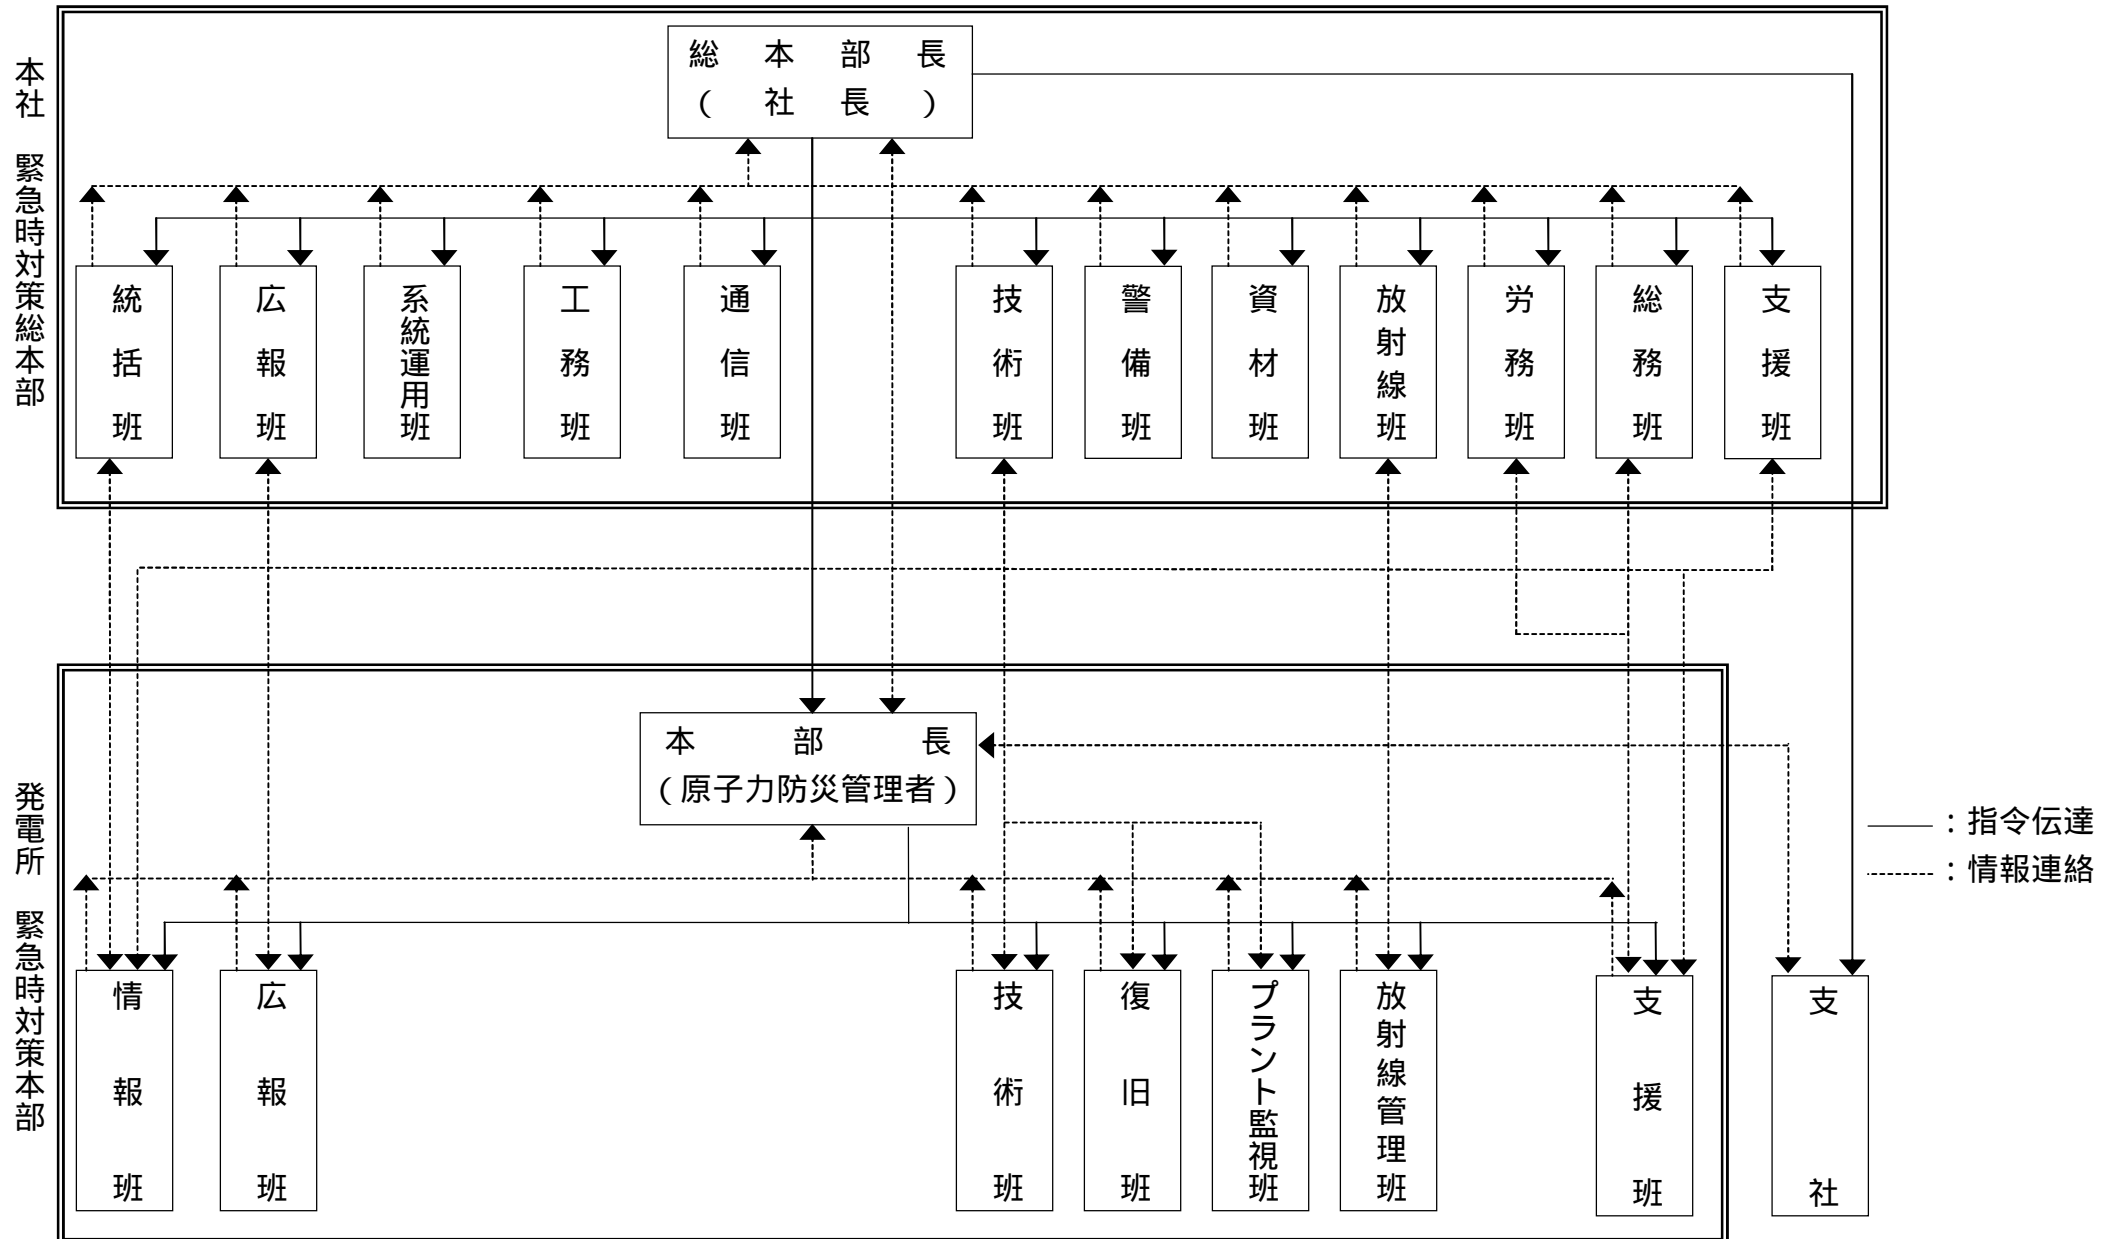 本社 緊急時対策総本部
総本部長
（社長）
統括班
広報班
系統運用班
工務班
通信班
技術班
警備班
資材班
放射線班
労務班
総務班
支援班
発電所 緊急時対策本部
本部長
（原子力防災管理者）
情報班
広報班
技術班
復旧班
プラント監視班
放射線管理班
支援班
支社
：指令伝達
：情報連絡